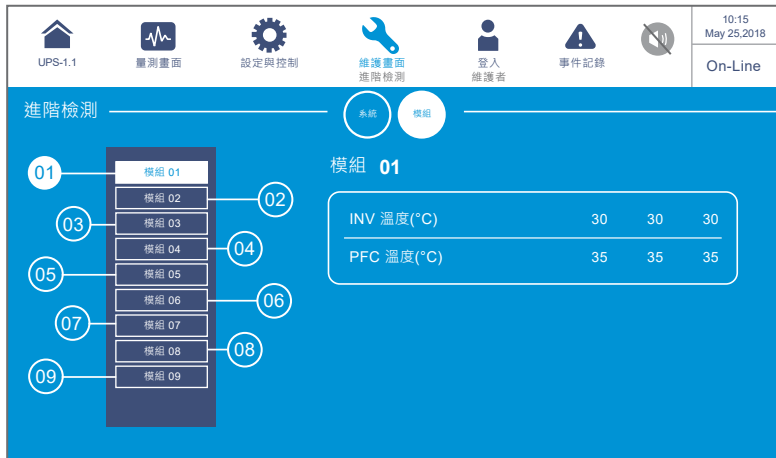 10:15
May 25,2018
UPS-1.1
量測畫面
設定與控制
維護畫面
進階檢測
登入
維護者
事件記錄
On-Line
進階檢測
系統
模組
模組 01
INV 溫度(°C) 30 30 30
PFC 溫度(°C) 35 35 35
01
模組 01
模組 02
02
03
模組 03
模組 04
04
05
模組 05
模組 06
06
07
模組 07
模組 08
08
09
模組 09